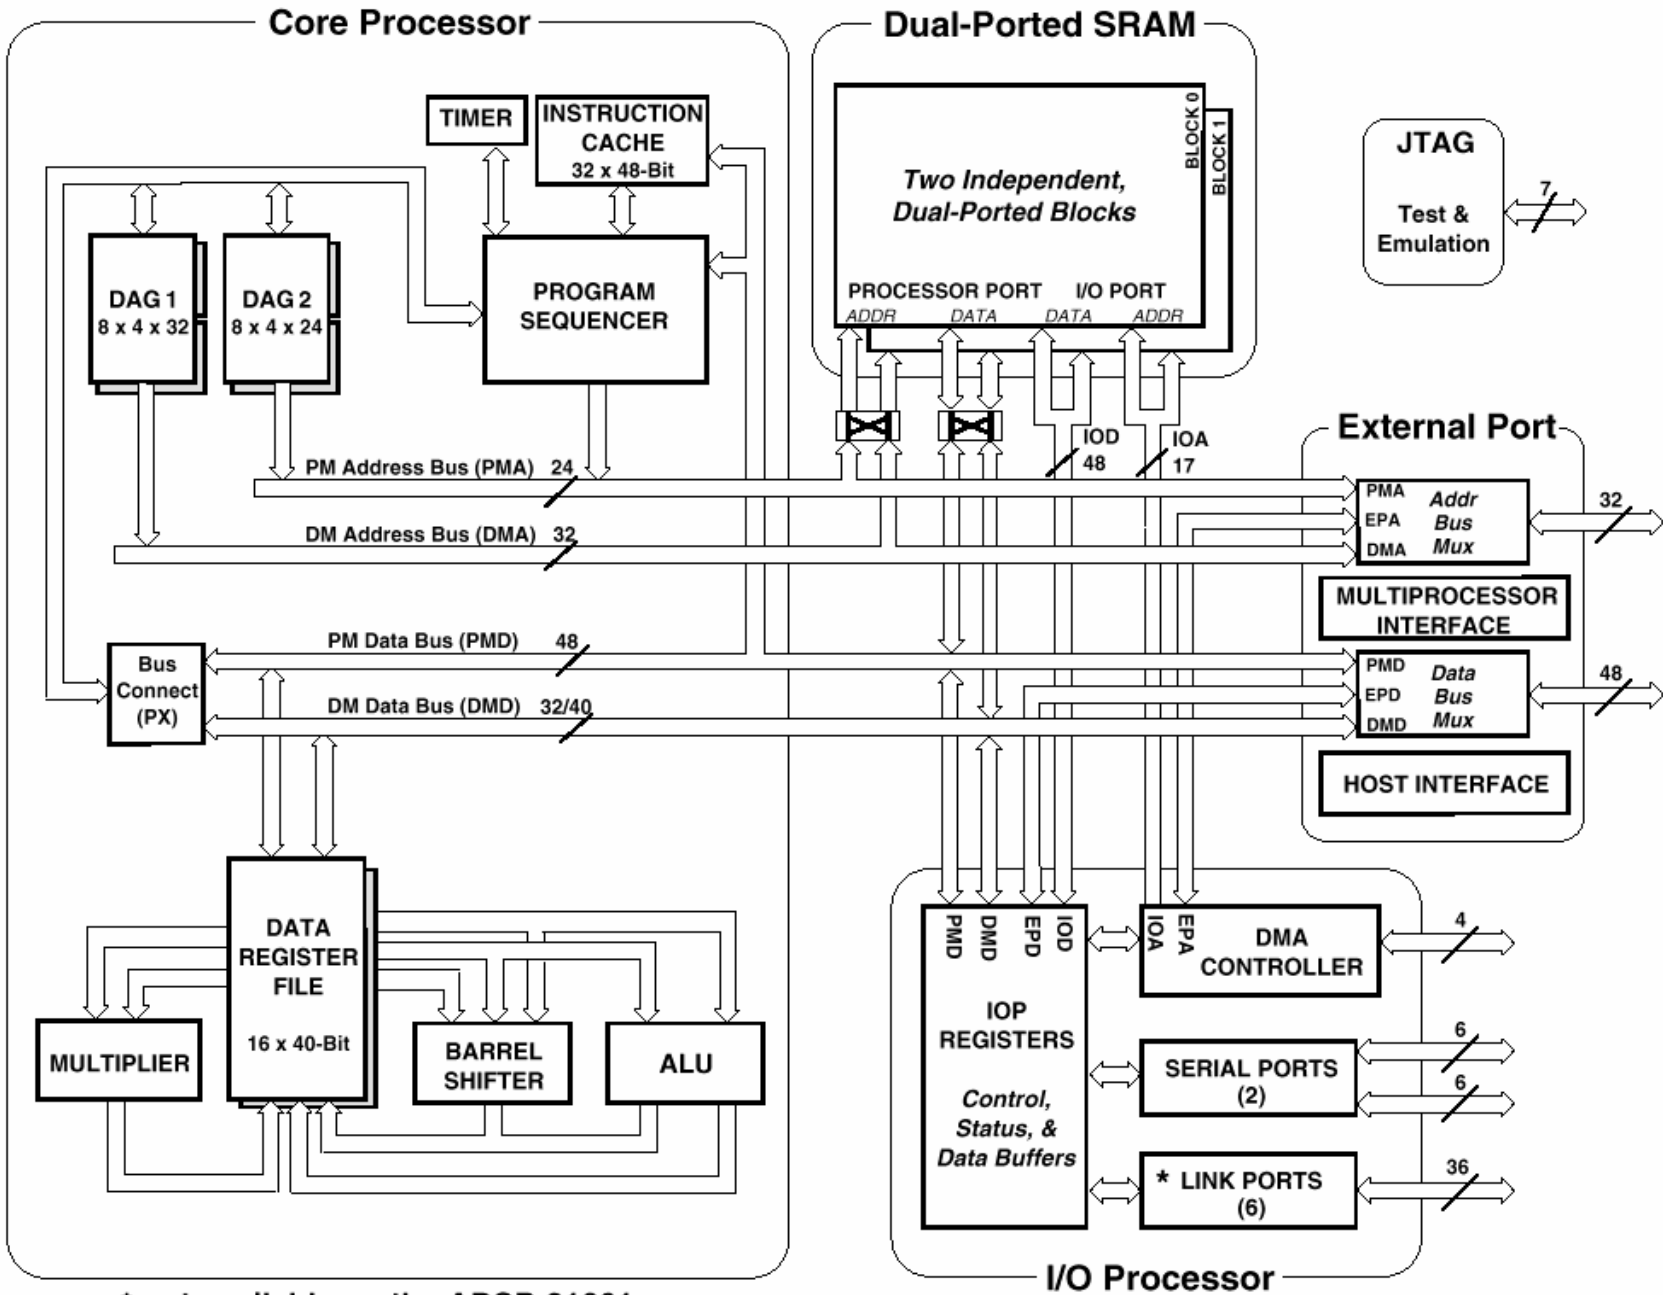 Core Processor
TIMER
INSTRUCTION
CACHE
32 x 48-Bit
DAG 1
8 x 4 x 32
DAG 2
8 x 4 x 24
PROGRAM
SEQUENCER
PM Address Bus (PMA) 24
DM Address Bus (DMA) 32
PM Data Bus (PMD) 48
DM Data Bus (DMD) 32/40
Bus
Connect
(PX)
DATA
REGISTER
FILE
16 x 40-Bit
MULTIPLIER
BARREL
SHIFTER
ALU
Dual-Ported SRAM
BLOCK 0
BLOCK 1
Two Independent,
Dual-Ported Blocks
PROCESSOR PORT I/O PORT
ADDR DATA DATA ADDR
IOD
48
IOA
17
JTAG
Test &
Emulation
7
External Port
PMA
EPA
DMA
Addr
Bus
Mux
32
MULTIPROCESSOR
INTERFACE
PMD
EPD
DMD
Data
Bus
Mux
48
HOST INTERFACE
PMD
DMD
EPD
IOD
IOP
REGISTERS
Control,
Status, &
Data Buffers
IOA
EPA
DMA
CONTROLLER
4
SERIAL PORTS
(2)
6
6
* LINK PORTS
(6)
36
I/O Processor